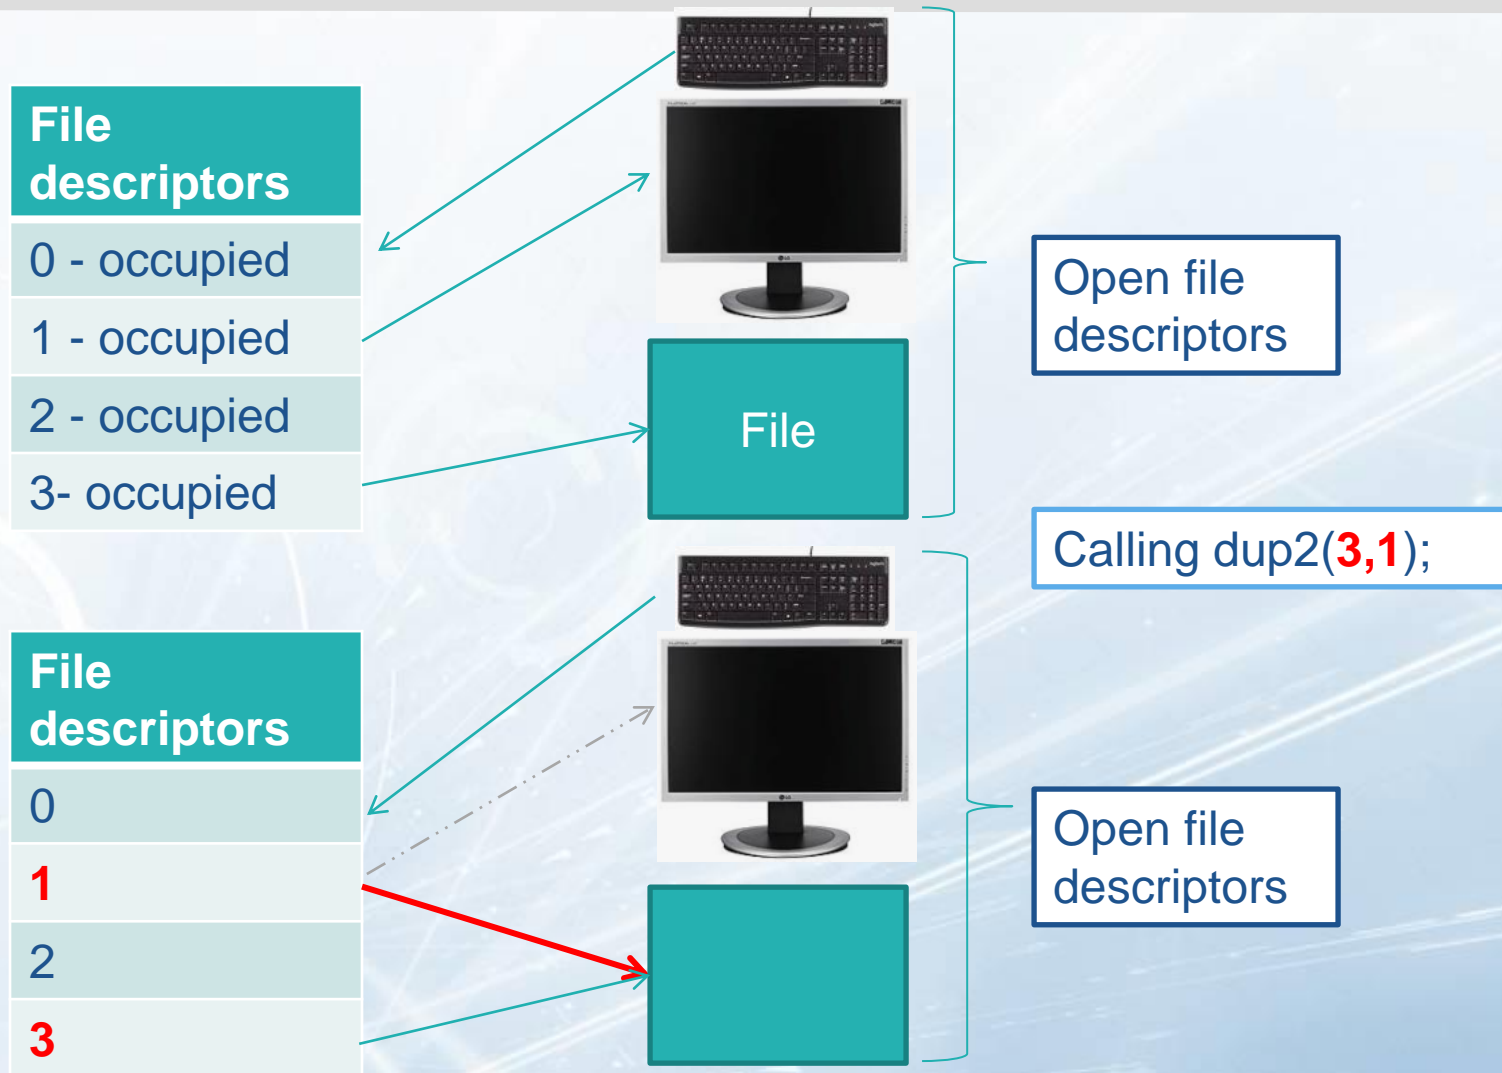 File
descriptors
0 - occupied
1 - occupied
2 - occupied
3- occupied
File
Open file
descriptors
Calling dup2(3,1);
File
descriptors
0
1
2
3
Open file
descriptors